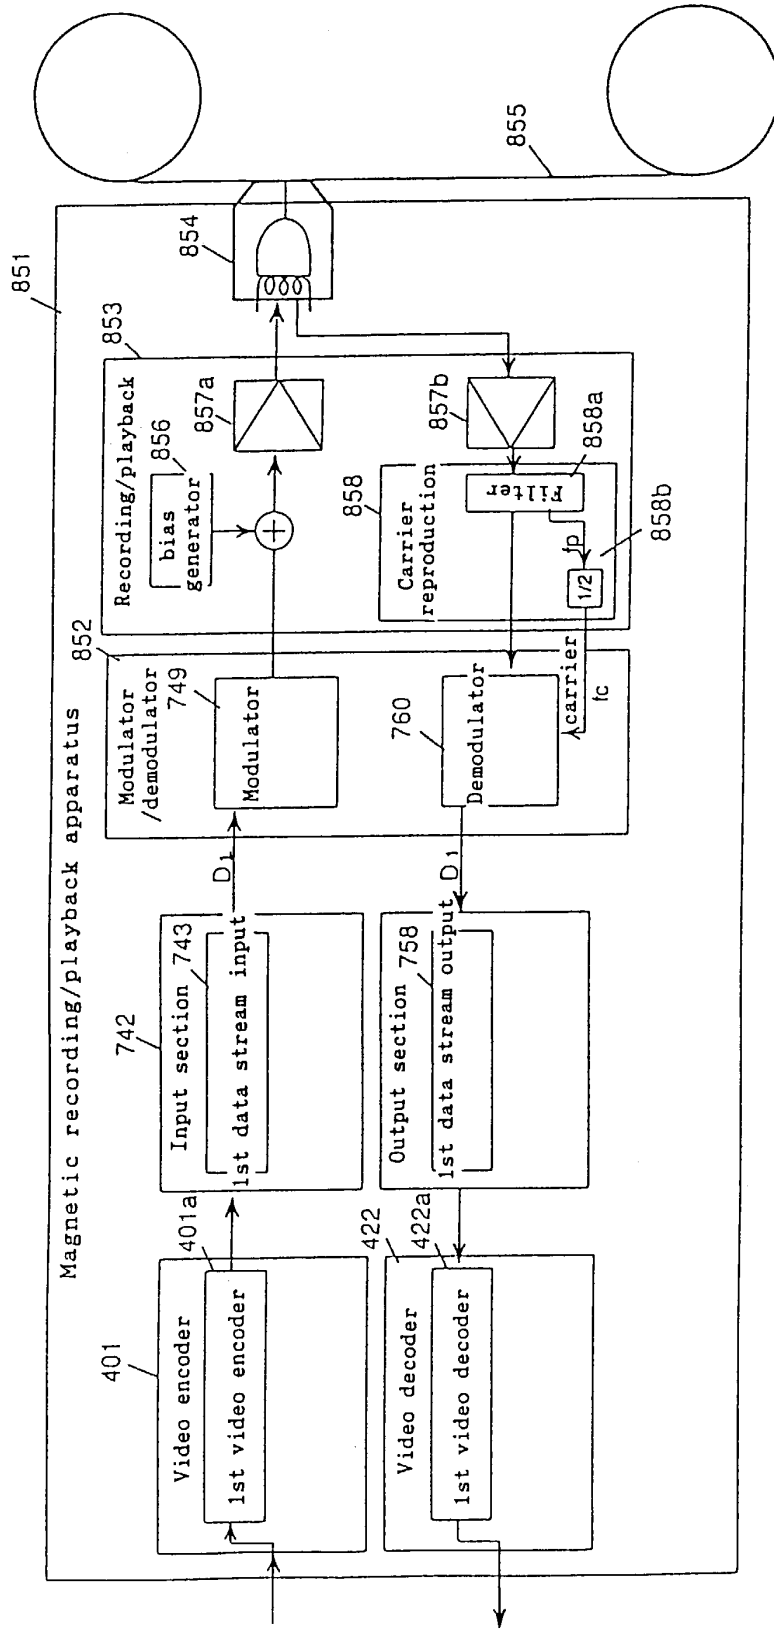 Magnetic recording/playback apparatus
851
401
Video encoder
401a
1st video encoder
742
Input section
743
1st data stream input
D1
852
Modulator
/demodulator
749
Modulator
853
Recording/playback
856
bias
generator
857a
854
855
422
Video decoder
422a
1st video decoder
Output section
758
1st data stream output
D1
760
Demodulator
carrier
fc
858
Carrier
reproduction
857b
858a
Filter
fp
1/2
858b